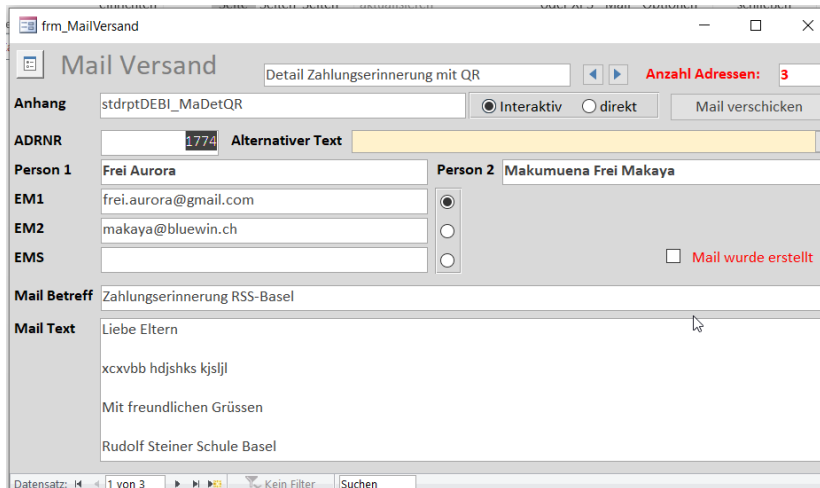 frm_MailVersand
Mail Versand
Detail Zahlungserinnerung mit QR
Anzahl Adressen: 3
Anhang stdrptDEBI_MaDetQR
Interaktiv direkt
Mail verschicken
ADRNR 1774 Alternativer Text
Person 1 Frei Aurora Person 2 Makumuena Frei Makaya
EM1 frei.aurora@gmail.com
EM2 makaya@bluewin.ch
EMS
Mail wurde erstellt
Mail Betreff Zahlungserinnerung RSS-Basel
Mail Text Liebe Eltern
xcxvbb hdjshks kjsljl
Mit freundlichen Grüssen
Rudolf Steiner Schule Basel
Datensatz: 1 von 3 Kein Filter Suchen